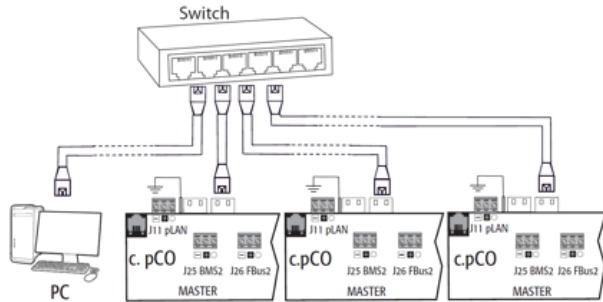 Switch
J11 pLAN
c. pCO
J25 BMS2
J26 FBus2
MASTER
J11 pLAN
c.pCO
J25 BMS2
J26 FBus2
MASTER
J11 pLAN
c.pCO
J25 BMS2
J26 FBus2
MASTER
PC